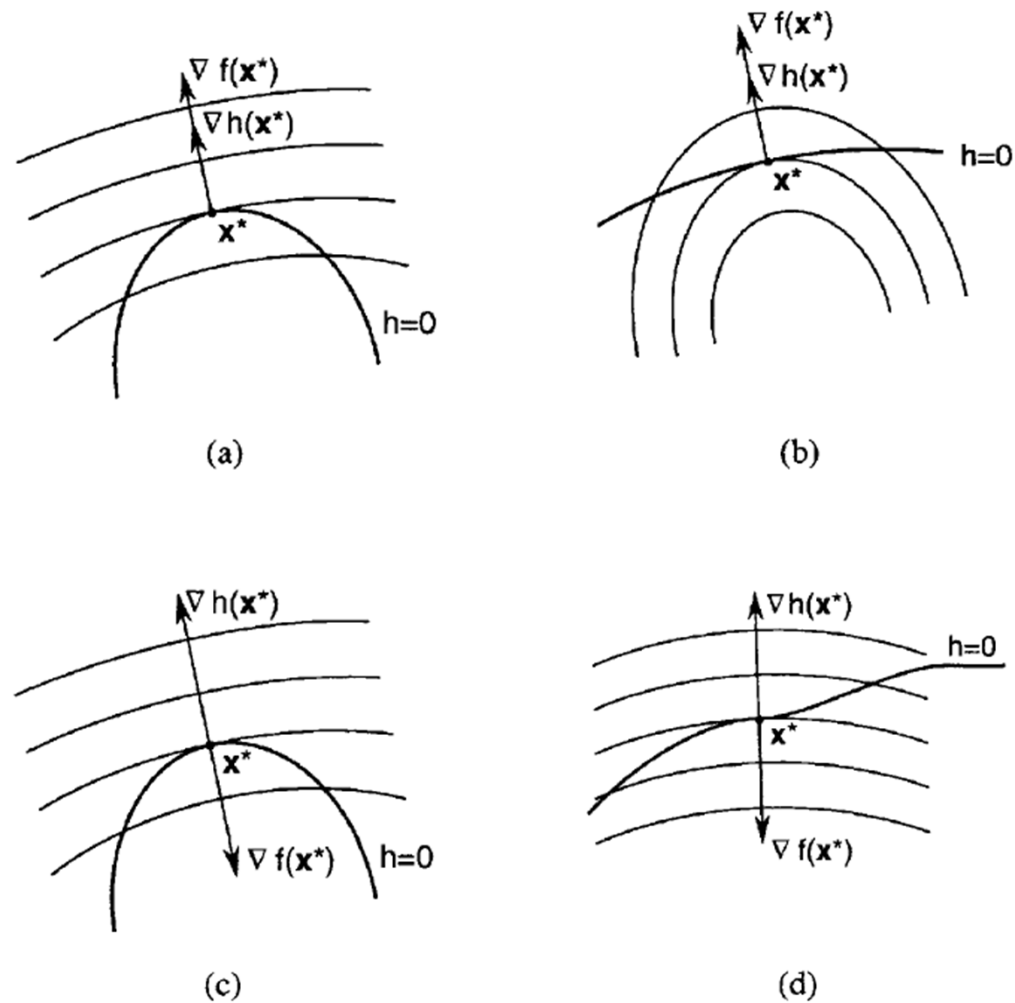 ∇ f(x*)
∇ h(x*)
x*
h=0
(a)
∇ f(x*)
∇ h(x*)
h=0
x*
(b)
∇ h(x*)
x*
∇ f(x*)
h=0
(c)
∇ h(x*)
h=0
x*
∇ f(x*)
(d)